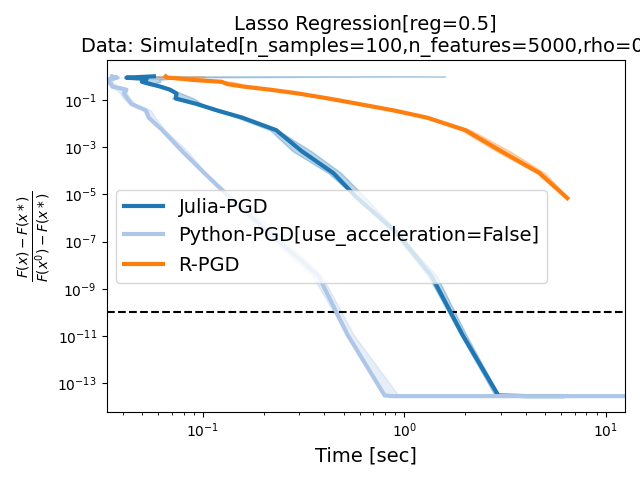 Lasso Regression[reg=0.5]
Data: Simulated[n_samples=100,n_features=5000,rho=0
10⁻¹
10⁻³
10⁻⁵
10⁻⁷
10⁻⁹
10⁻¹¹
10⁻¹³
F(x) − F(x∗)
F(x⁰) − F(x∗)
Julia-PGD
Python-PGD[use_acceleration=False]
R-PGD
10⁻¹ 10⁰ 10¹
Time [sec]